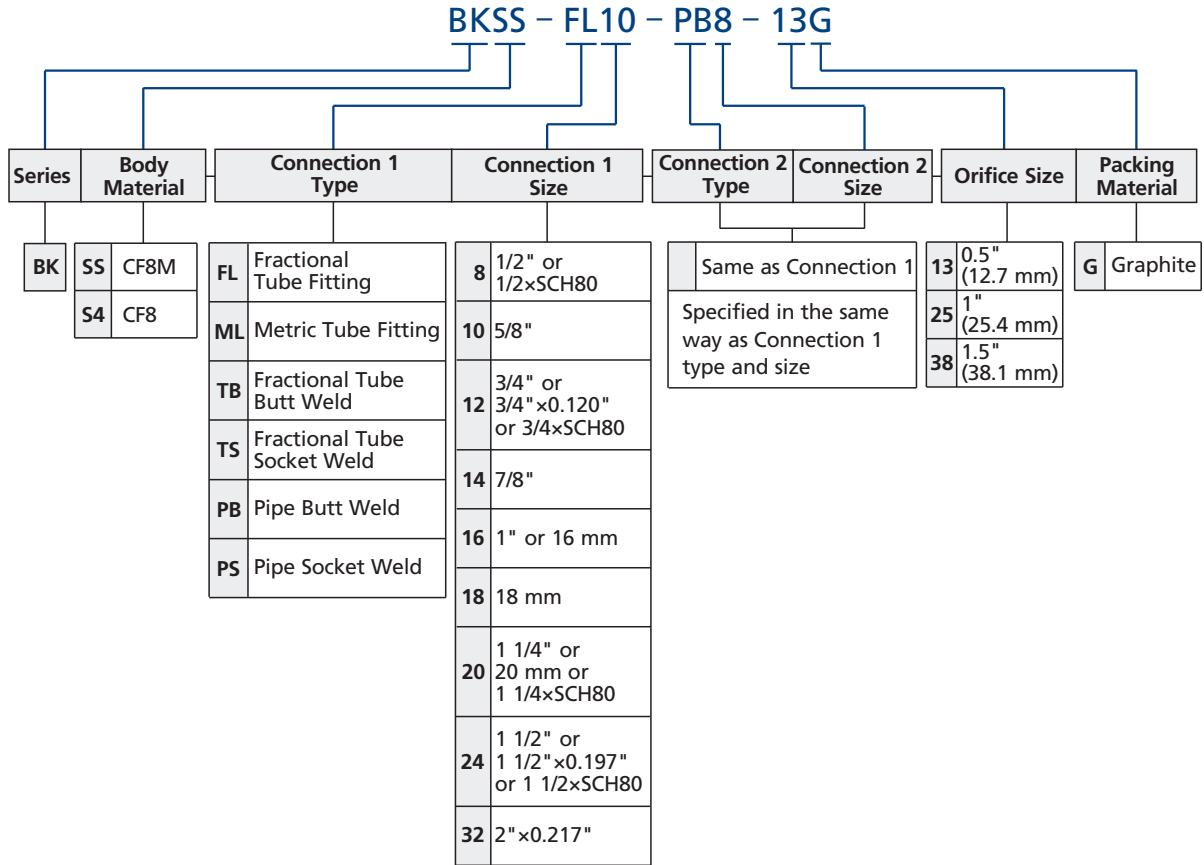 BKSS – FL10 – PB8 – 13G
Series
Body
Material
Connection 1
Type
Connection 1
Size
Connection 2
Type
Connection 2
Size
Orifice Size
Packing
Material
BK
SS CF8M
S4 CF8
FL Fractional
Tube Fitting
ML Metric Tube Fitting
TB Fractional Tube
Butt Weld
TS Fractional Tube
Socket Weld
PB Pipe Butt Weld
PS Pipe Socket Weld
8 1/2" or
1/2×SCH80
10 5/8"
12 3/4" or
3/4"×0.120"
or 3/4×SCH80
14 7/8"
16 1" or 16 mm
18 18 mm
20 1 1/4" or
20 mm or
1 1/4×SCH80
24 1 1/2" or
1 1/2"×0.197"
or 1 1/2×SCH80
32 2"×0.217"
Same as Connection 1
Specified in the same
way as Connection 1
type and size
13 0.5"
(12.7 mm)
25 1"
(25.4 mm)
38 1.5"
(38.1 mm)
G Graphite